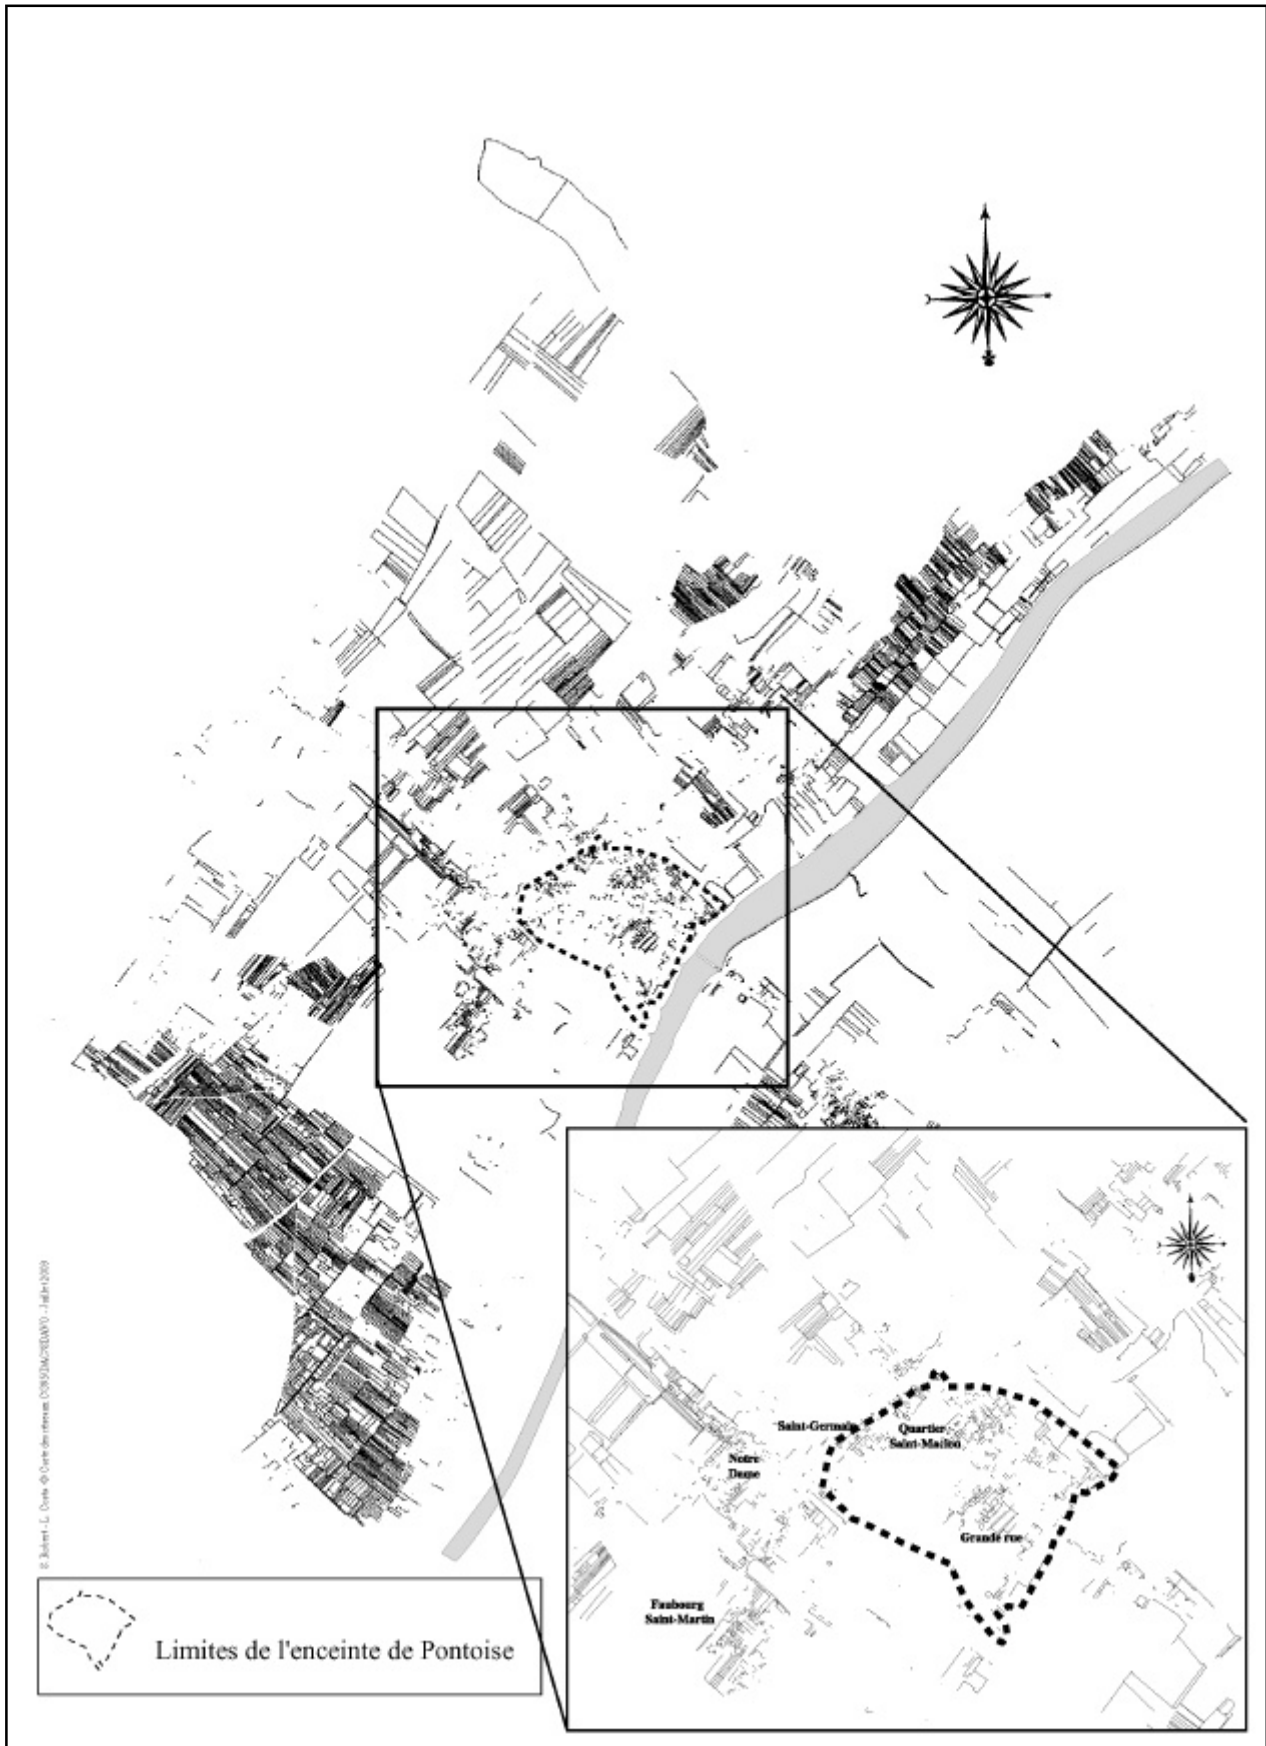 Saint-Germain
Quartier
Saint-Maclou
Notre
Dame
Grande rue
Faubourg
Saint-Martin
Limites de l'enceinte de Pontoise